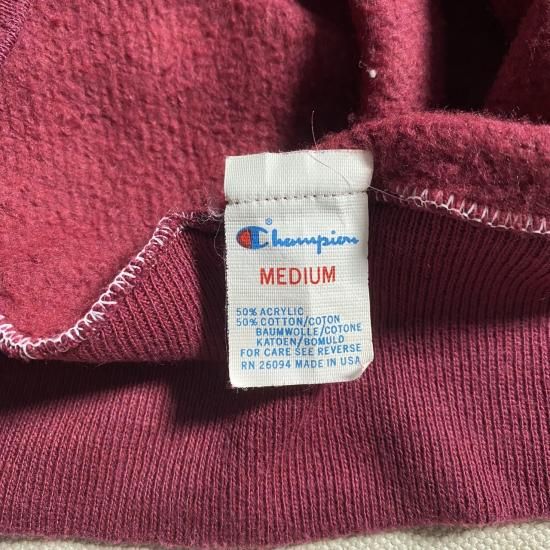 ®
Champion
MEDIUM
50% ACRYLIC
50% COTTON/COTON
BAUMWOLLE/COTONE
KATOEN/BOMULD
FOR CARE SEE REVERSE
RN 26094 MADE IN USA